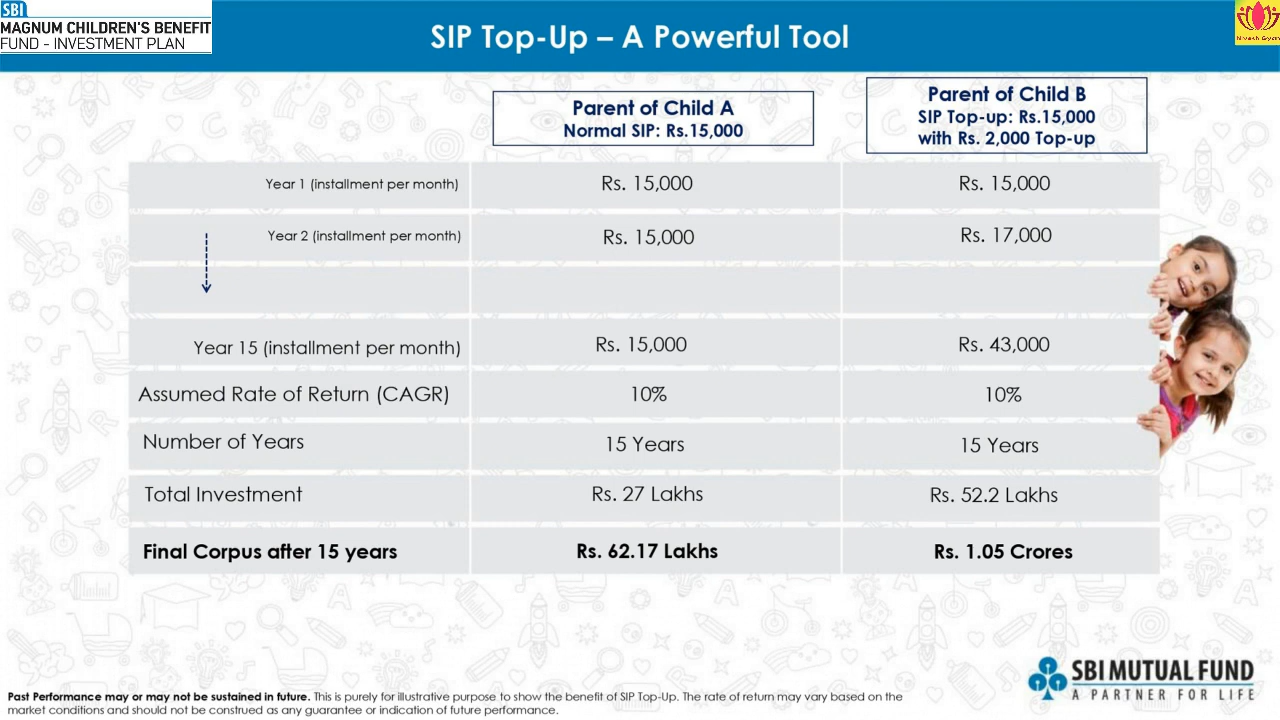 SBI
MAGNUM CHILDREN'S BENEFIT
FUND - INVESTMENT PLAN
SIP Top-Up – A Powerful Tool
Nivesh Gyan
Parent of Child A
Normal SIP: Rs.15,000
Parent of Child B
SIP Top-up: Rs.15,000
with Rs. 2,000 Top-up
Year 1 (installment per month) Rs. 15,000 Rs. 15,000
Year 2 (installment per month) Rs. 15,000 Rs. 17,000
Year 15 (installment per month) Rs. 15,000 Rs. 43,000
Assumed Rate of Return (CAGR) 10% 10%
Number of Years 15 Years 15 Years
Total Investment Rs. 27 Lakhs Rs. 52.2 Lakhs
Final Corpus after 15 years Rs. 62.17 Lakhs Rs. 1.05 Crores
SBI MUTUAL FUND
A PARTNER FOR LIFE
Past Performance may or may not be sustained in future. This is purely for illustrative purpose to show the benefit of SIP Top-Up. The rate of return may vary based on the
market conditions and should not be construed as any guarantee or indication of future performance.